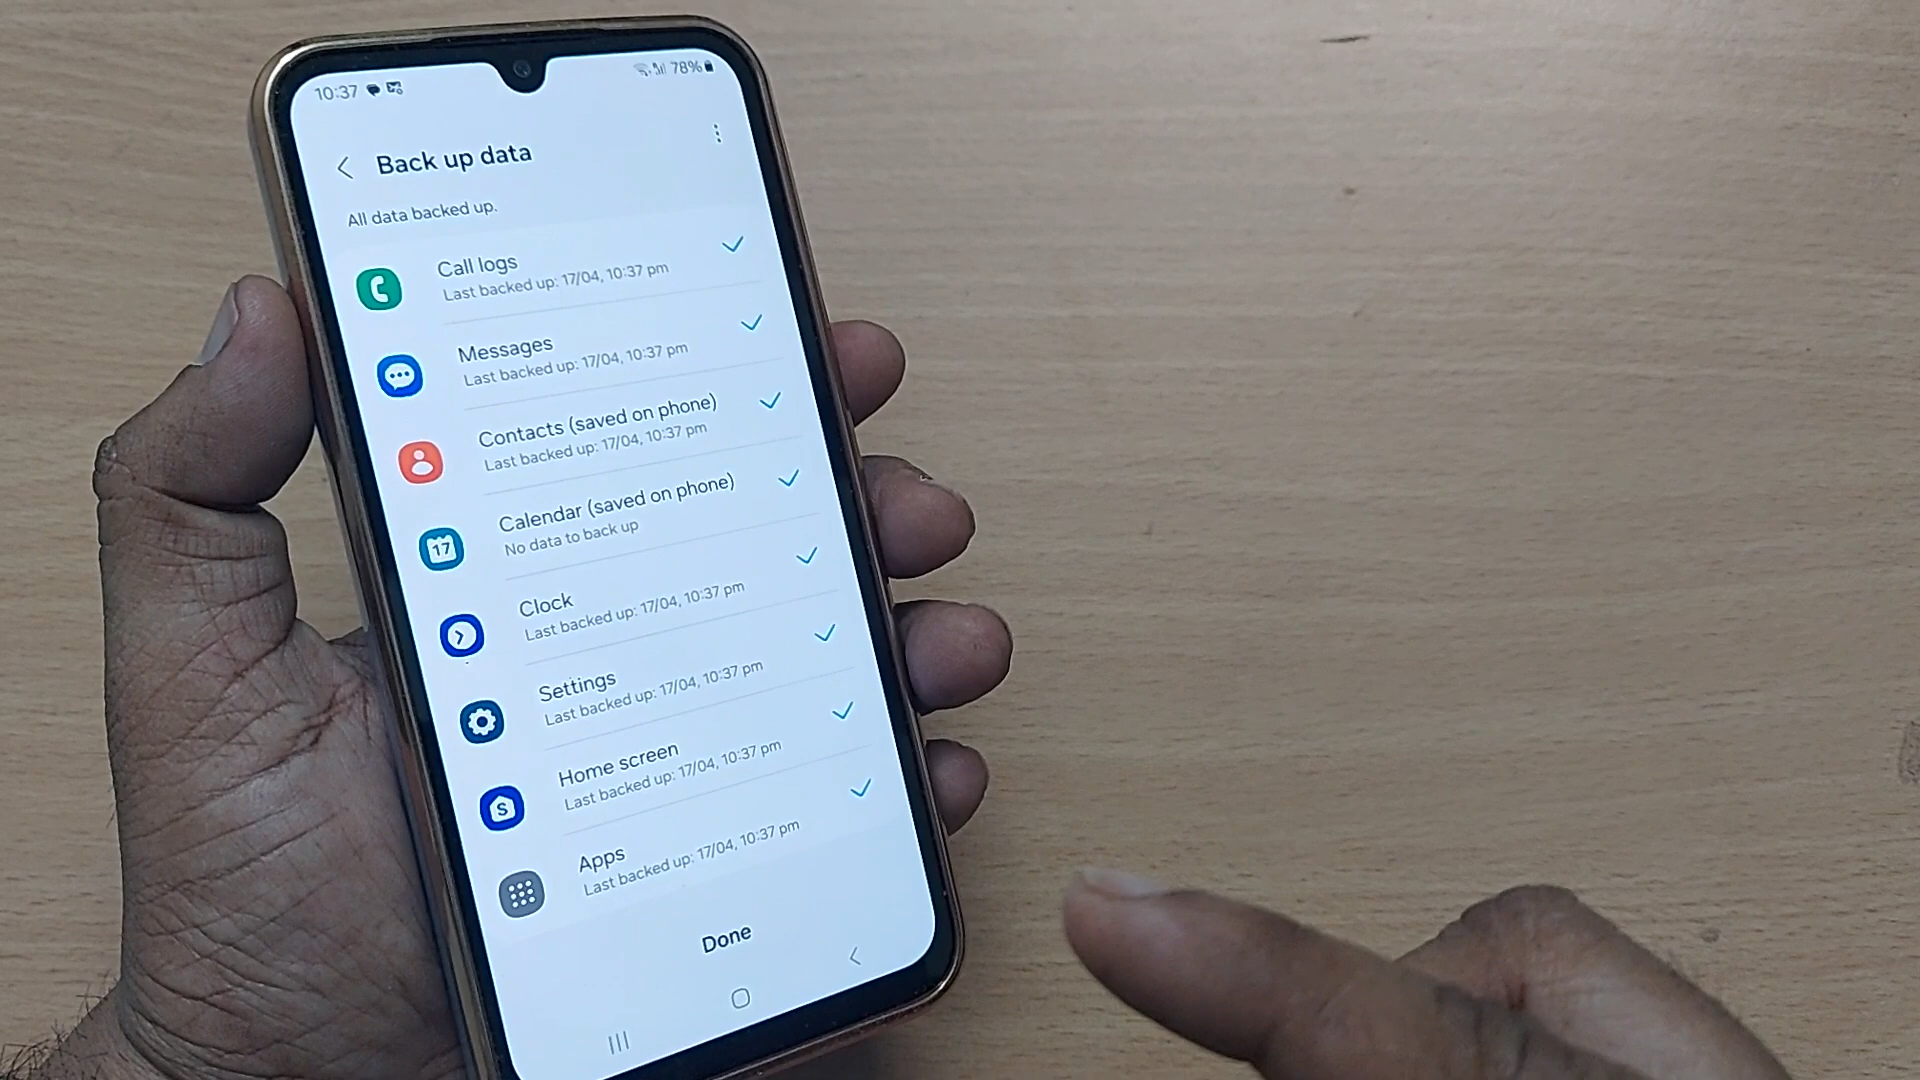 10:37
78%
Back up data
All data backed up.
Call logs
Last backed up: 17/04, 10:37 pm
Messages
Last backed up: 17/04, 10:37 pm
Contacts (saved on phone)
Last backed up: 17/04, 10:37 pm
17
Calendar (saved on phone)
No data to back up
Clock
Last backed up: 17/04, 10:37 pm
Settings
Last backed up: 17/04, 10:37 pm
S
Home screen
Last backed up: 17/04, 10:37 pm
Apps
Last backed up: 17/04, 10:37 pm
Done